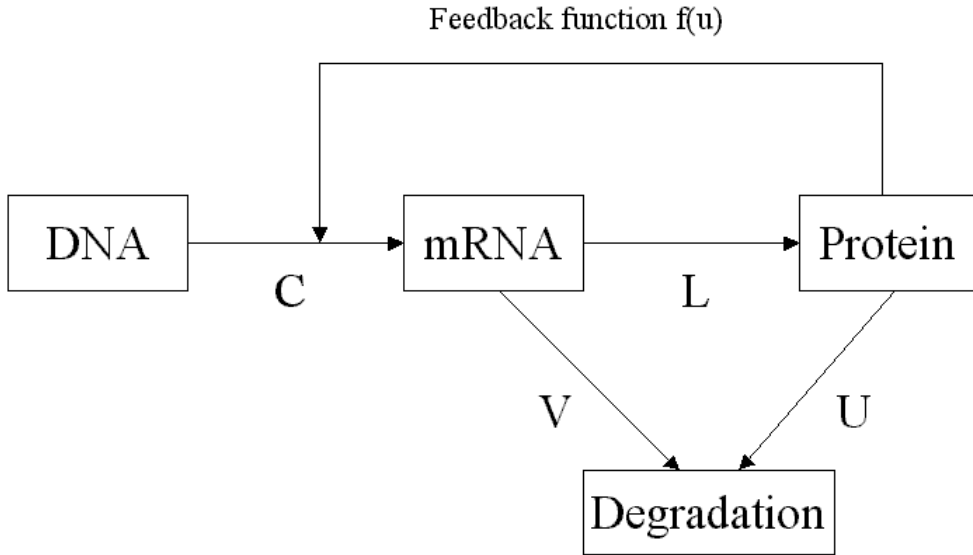 Feedback function f(u)
DNA
mRNA
Protein
C
L
V
U
Degradation